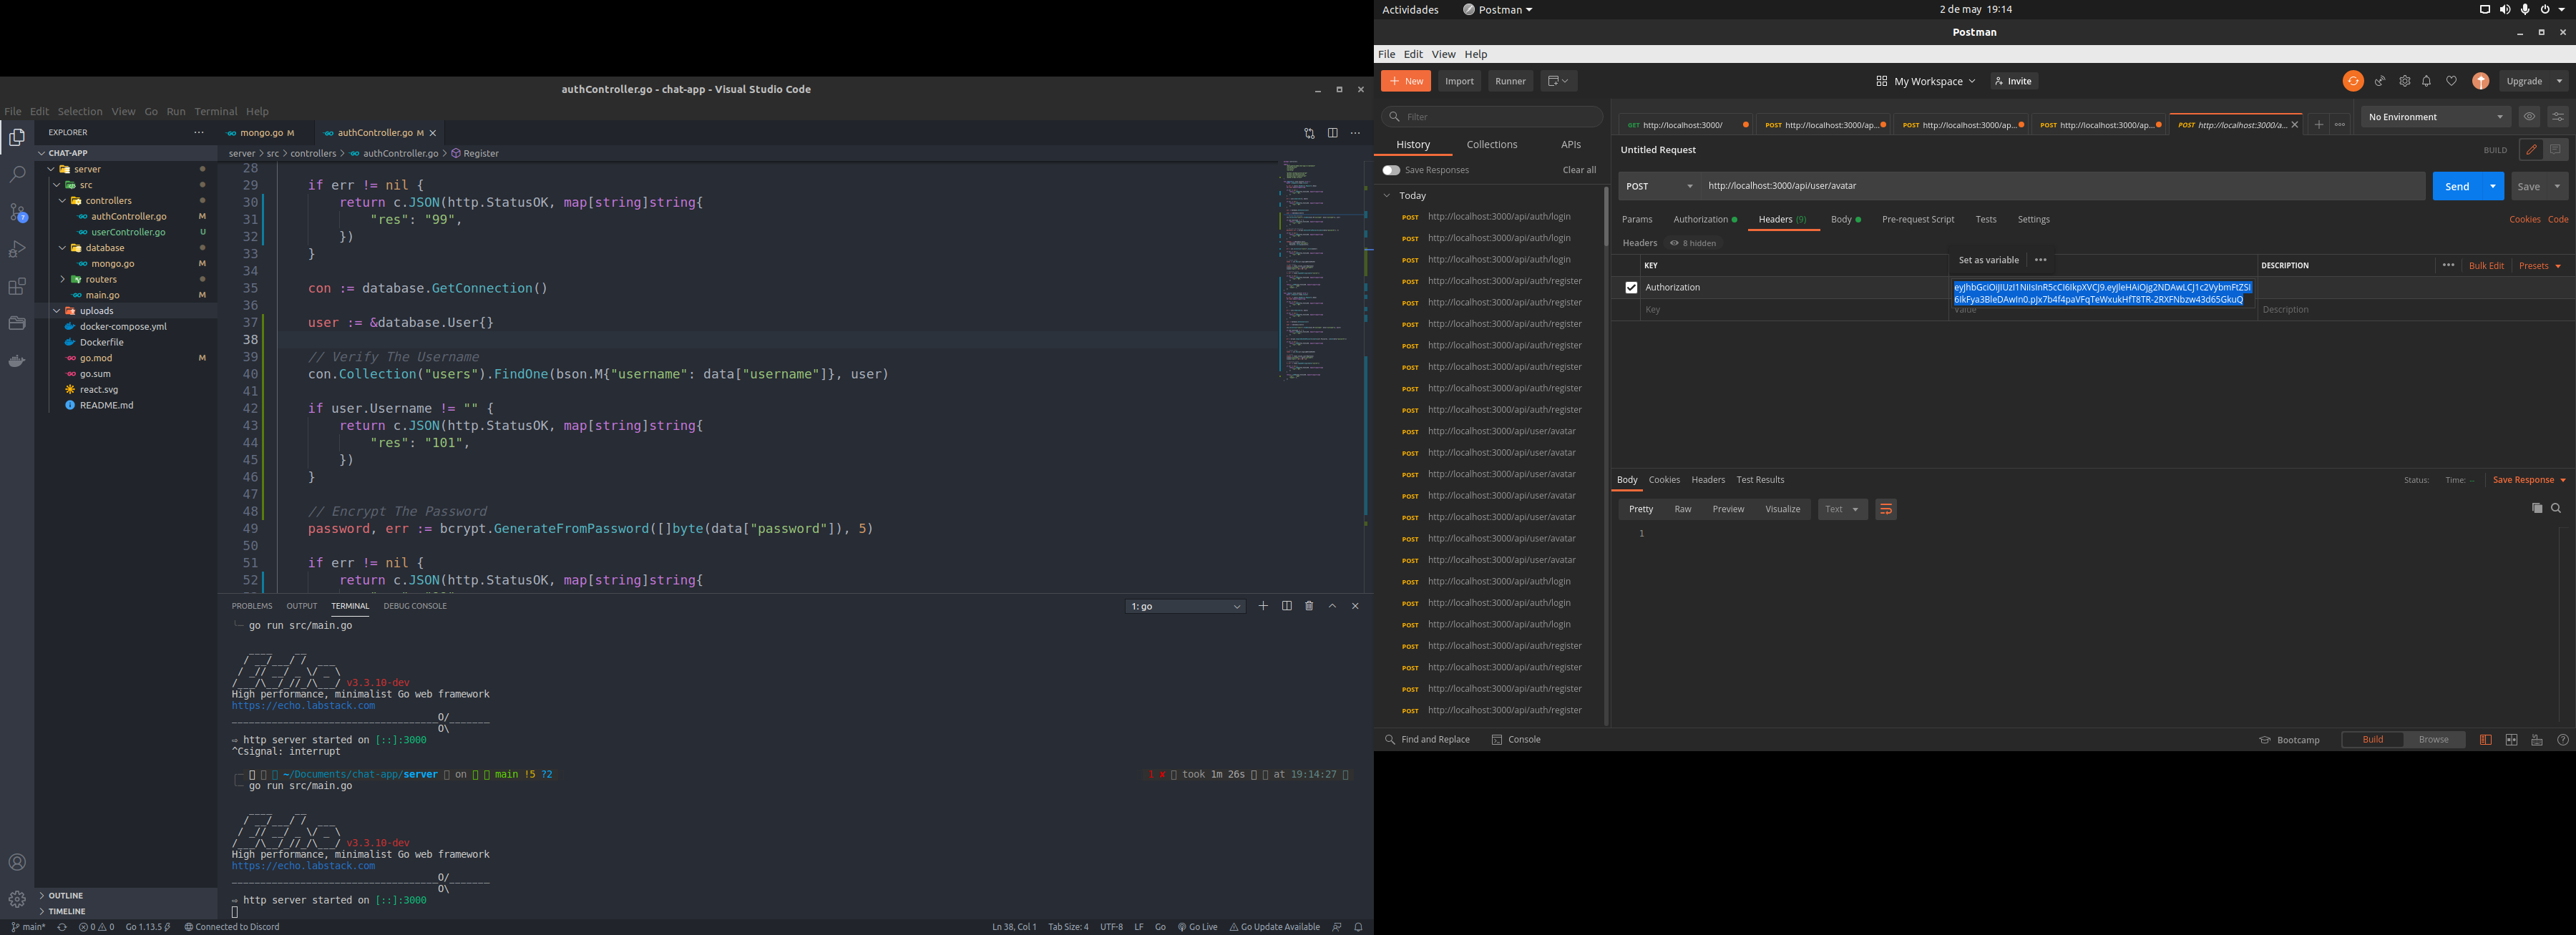 authController.go - chat-app - Visual Studio Code
File Edit Selection View Go Run Terminal Help
EXPLORER
CHAT-APP
server
src
controllers
authController.go M
userController.go U
database
mongo.go M
routers
main.go M
uploads
docker-compose.yml
Dockerfile
go.mod M
go.sum
react.svg
README.md
OUTLINE
TIMELINE
mongo.go M
authController.go M
server > src > controllers > authController.go > Register
28
29 if err != nil {
30 return c.JSON(http.StatusOK, map[string]string{
31 "res": "99",
32 })
33 }
34
35 con := database.GetConnection()
36
37 user := &database.User{}
38
39 // Verify The Username
40 con.Collection("users").FindOne(bson.M{"username": data["username"]}, user)
41
42 if user.Username != "" {
43 return c.JSON(http.StatusOK, map[string]string{
44 "res": "101",
45 })
46 }
47
48 // Encrypt The Password
49 password, err := bcrypt.GenerateFromPassword([]byte(data["password"]), 5)
50
51 if err != nil {
52 return c.JSON(http.StatusOK, map[string]string{
PROBLEMS OUTPUT TERMINAL DEBUG CONSOLE
1: go
go run src/main.go
v3.3.10-dev
High performance, minimalist Go web framework
https://echo.labstack.com
⇨ http server started on [::]:3000
^Csignal: interrupt
~/Documents/chat-app/server on main !5 ?2
1 ✘ took 1m 26s at 19:14:27
go run src/main.go
v3.3.10-dev
High performance, minimalist Go web framework
https://echo.labstack.com
⇨ http server started on [::]:3000
main* 0 0 Go 1.13.5 Connected to Discord
Ln 38, Col 1 Tab Size: 4 UTF-8 LF Go Go Live Go Update Available
Actividades Postman 2 de may 19:14
Postman
File Edit View Help
New Import Runner My Workspace Invite Upgrade
Filter
History Collections APIs
Save Responses Clear all
Today
POST http://localhost:3000/api/auth/login
POST http://localhost:3000/api/auth/login
POST http://localhost:3000/api/auth/login
POST http://localhost:3000/api/auth/register
POST http://localhost:3000/api/auth/register
POST http://localhost:3000/api/auth/register
POST http://localhost:3000/api/auth/register
POST http://localhost:3000/api/auth/register
POST http://localhost:3000/api/auth/register
POST http://localhost:3000/api/auth/register
POST http://localhost:3000/api/user/avatar
POST http://localhost:3000/api/user/avatar
POST http://localhost:3000/api/user/avatar
POST http://localhost:3000/api/user/avatar
POST http://localhost:3000/api/user/avatar
POST http://localhost:3000/api/user/avatar
POST http://localhost:3000/api/user/avatar
POST http://localhost:3000/api/auth/login
POST http://localhost:3000/api/auth/login
POST http://localhost:3000/api/auth/login
POST http://localhost:3000/api/auth/register
POST http://localhost:3000/api/auth/register
POST http://localhost:3000/api/auth/register
POST http://localhost:3000/api/auth/register
GET http://localhost:3000/
POST http://localhost:3000/ap...
POST http://localhost:3000/ap...
POST http://localhost:3000/ap...
POST http://localhost:3000/a...
No Environment
Untitled Request BUILD
POST http://localhost:3000/api/user/avatar Send Save
Params Authorization Headers (9) Body Pre-request Script Tests Settings Cookies Code
Headers 8 hidden
Set as variable
KEY DESCRIPTION Bulk Edit Presets
Authorization
Key Value Description
Body Cookies Headers Test Results Status: Time: Save Response
Pretty Raw Preview Visualize Text
1
Find and Replace Console Bootcamp Build Browse